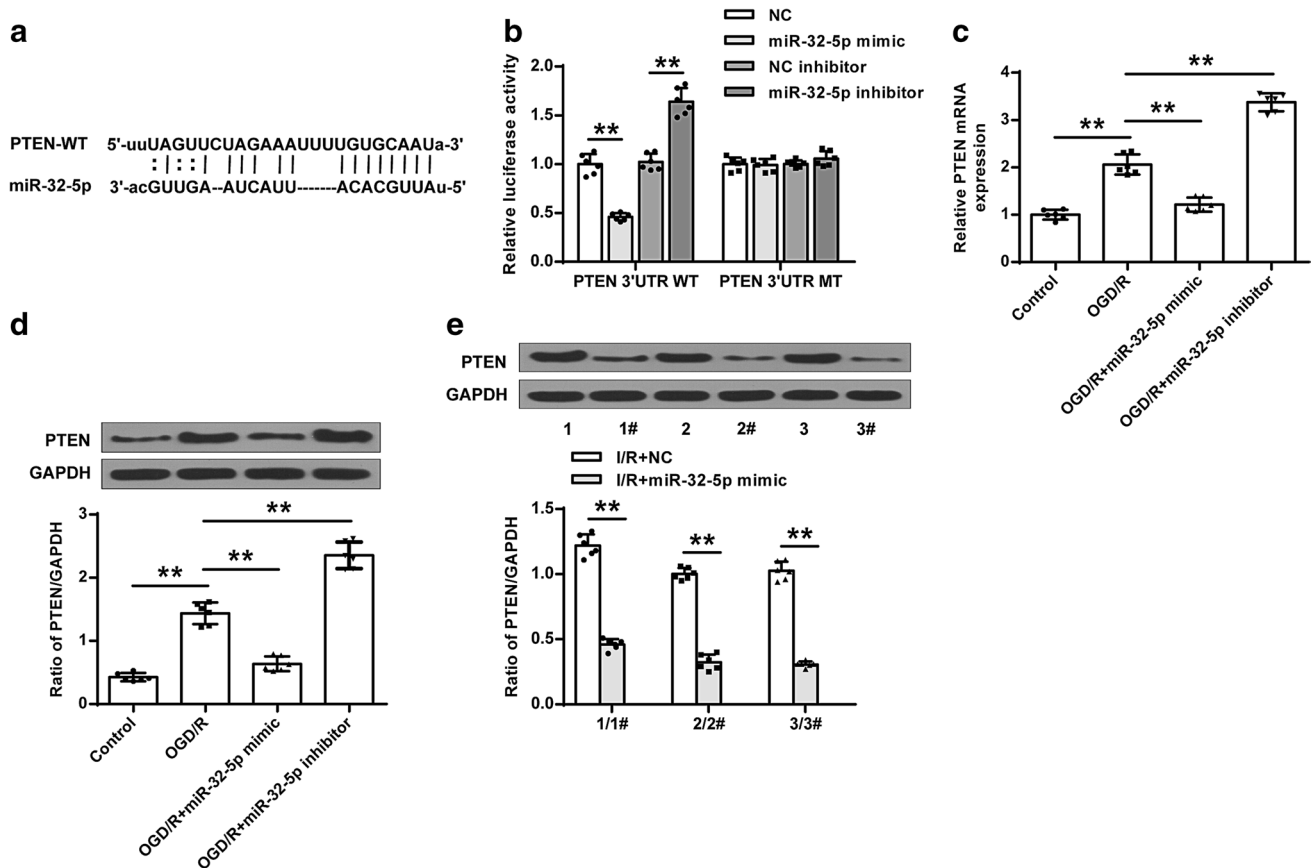 a
PTEN-WT 5'-uuUAGUUCUAGAAAUUUUGUGCAAUa-3'
miR-32-5p 3'-acGUUGA--AUCAUU-------ACACGUUAu-5'
b
NC
miR-32-5p mimic
NC inhibitor
miR-32-5p inhibitor
Relative luciferase activity
2.0
1.5
1.0
0.5
0.0
**
**
PTEN 3'UTR WT
PTEN 3'UTR MT
c
Relative PTEN mRNA
expression
4
3
2
1
0
**
**
**
Control
OGD/R
OGD/R+miR-32-5p mimic
OGD/R+miR-32-5p inhibitor
d
PTEN
GAPDH
Ratio of PTEN/GAPDH
3
2
1
0
**
**
**
Control
OGD/R
OGD/R+miR-32-5p mimic
OGD/R+miR-32-5p inhibitor
e
PTEN
GAPDH
1 1# 2 2# 3 3#
I/R+NC
I/R+miR-32-5p mimic
Ratio of PTEN/GAPDH
1.5
1.0
0.5
0.0
**
**
**
1/1# 2/2# 3/3#